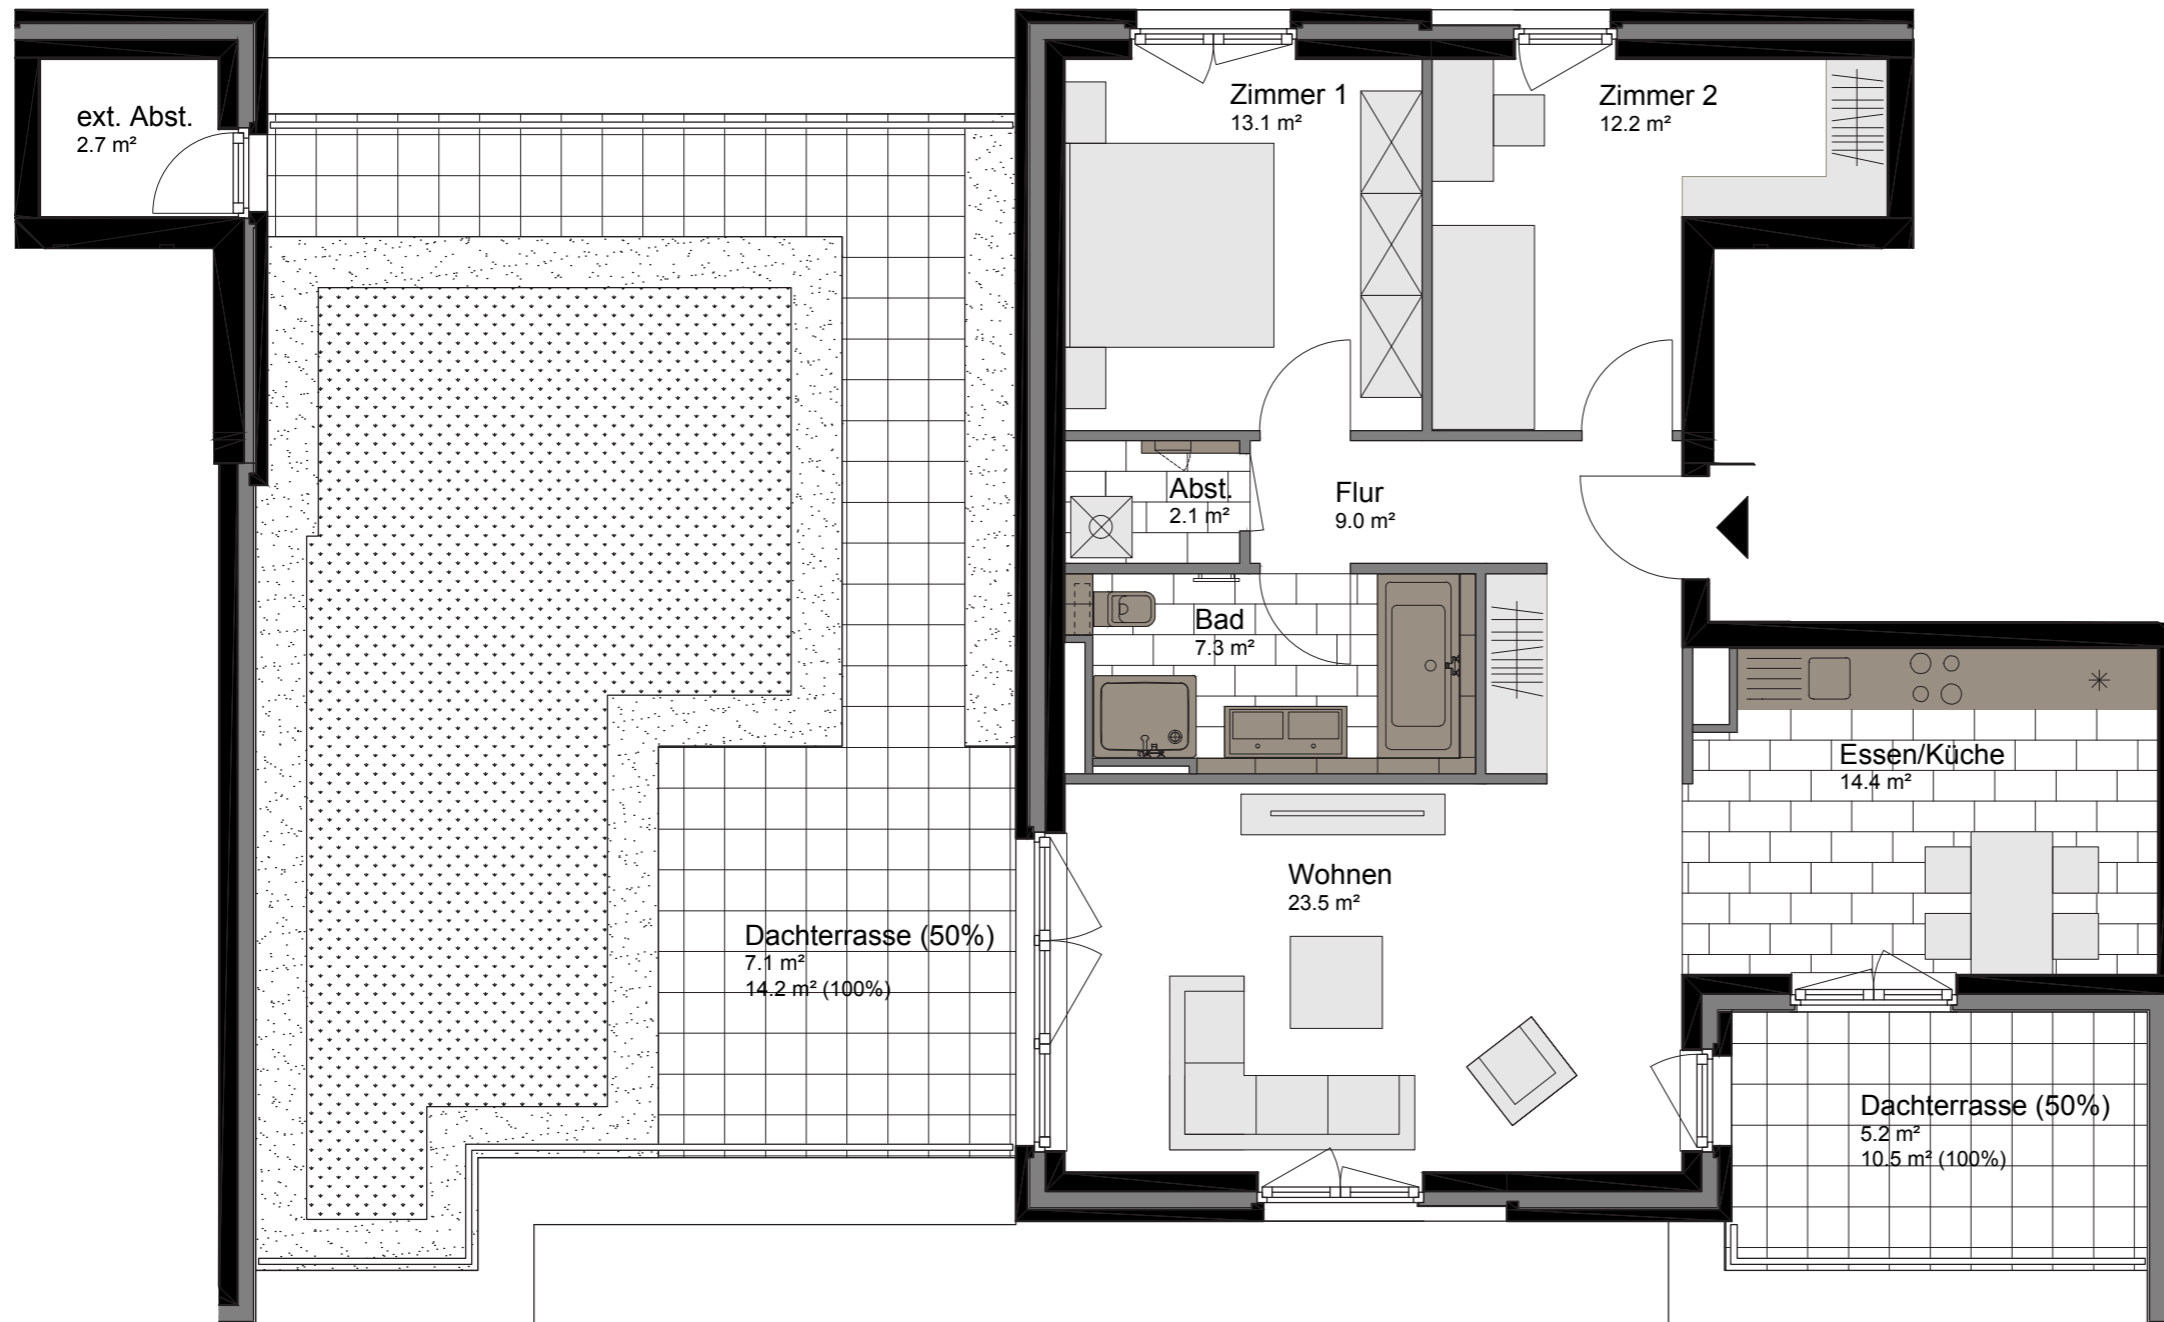 ext. Abst.
2.7 m²
Zimmer 1
13.1 m²
Zimmer 2
12.2 m²
Abst.
2.1 m²
Flur
9.0 m²
Bad
7.3 m²
Essen/Küche
14.4 m²
Wohnen
23.5 m²
Dachterrasse (50%)
7.1 m²
14.2 m² (100%)
Dachterrasse (50%)
5.2 m²
10.5 m² (100%)